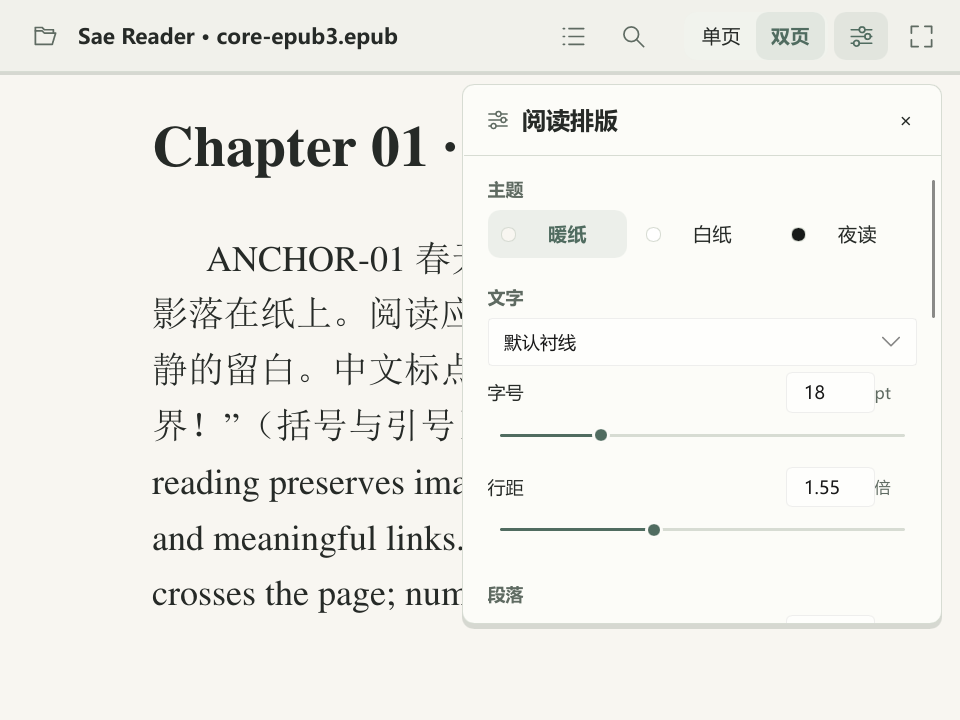 Sae Reader • core-epub3.epub
单页
双页
阅读排版
×
主题
暖纸
白纸
夜读
文字
默认衬线
字号
18
pt
行距
1.55
倍
段落
Chapter 01 ·
ANCHOR-01 春
影落在纸上。阅读应
静的留白。中文标点
界！”（括号与引号
reading preserves ima
and meaningful links.
crosses the page; num